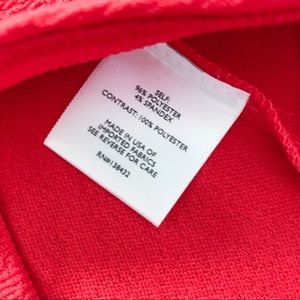 SELF:
96% POLYESTER
4% SPANDEX
CONTRAST: 100% POLYESTER
MADE IN USA OF
IMPORTED FABRICS
SEE REVERSE FOR CARE
RN#138432